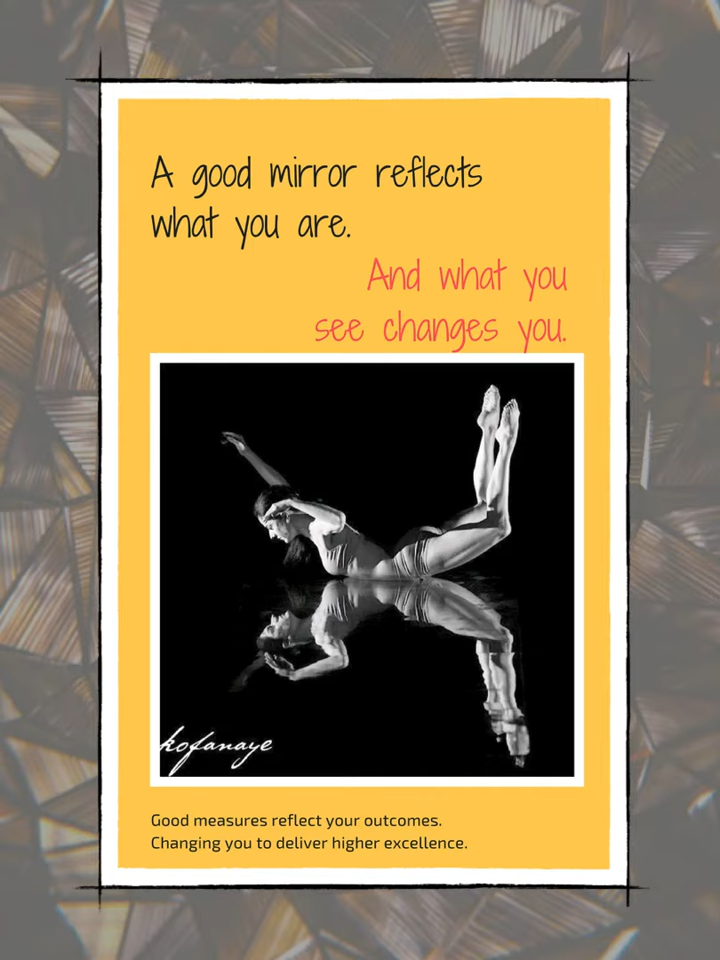 A good mirror reflects
what you are.
And what you
see changes you.
kofanaye
Good measures reflect your outcomes.
Changing you to deliver higher excellence.